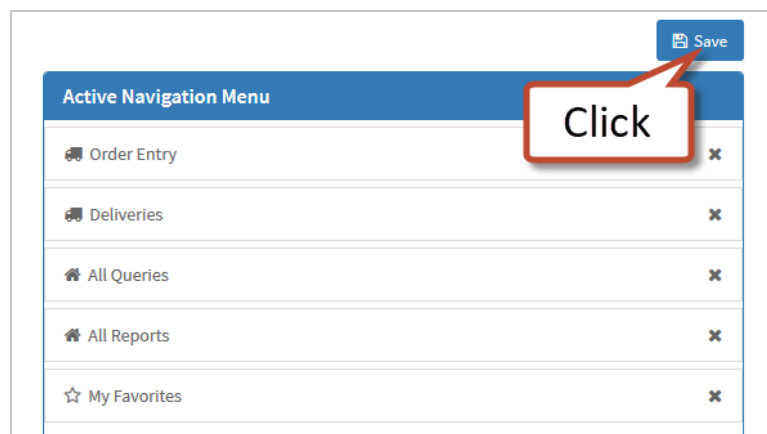 Save
Active Navigation Menu
Click
Order Entry
Deliveries
All Queries
All Reports
My Favorites